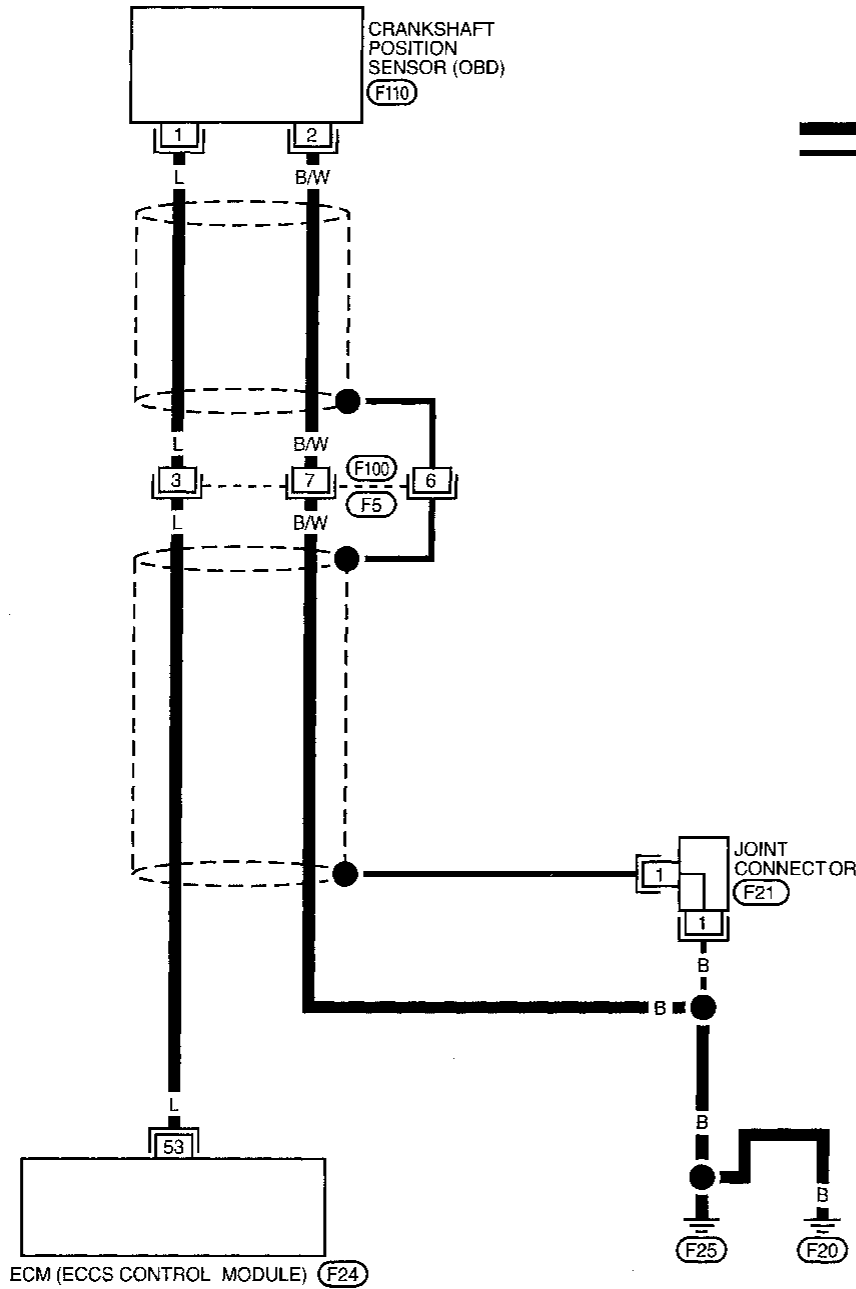 CRANKSHAFT
POSITION
SENSOR (OBD)
F110
1 2
L B/W
L B/W
3 7 F100 6
F5
L B/W
JOINT
CONNECTOR
1 F21
1
B
B
L
B
53
B
F25 F20
ECM (ECCS CONTROL MODULE) F24